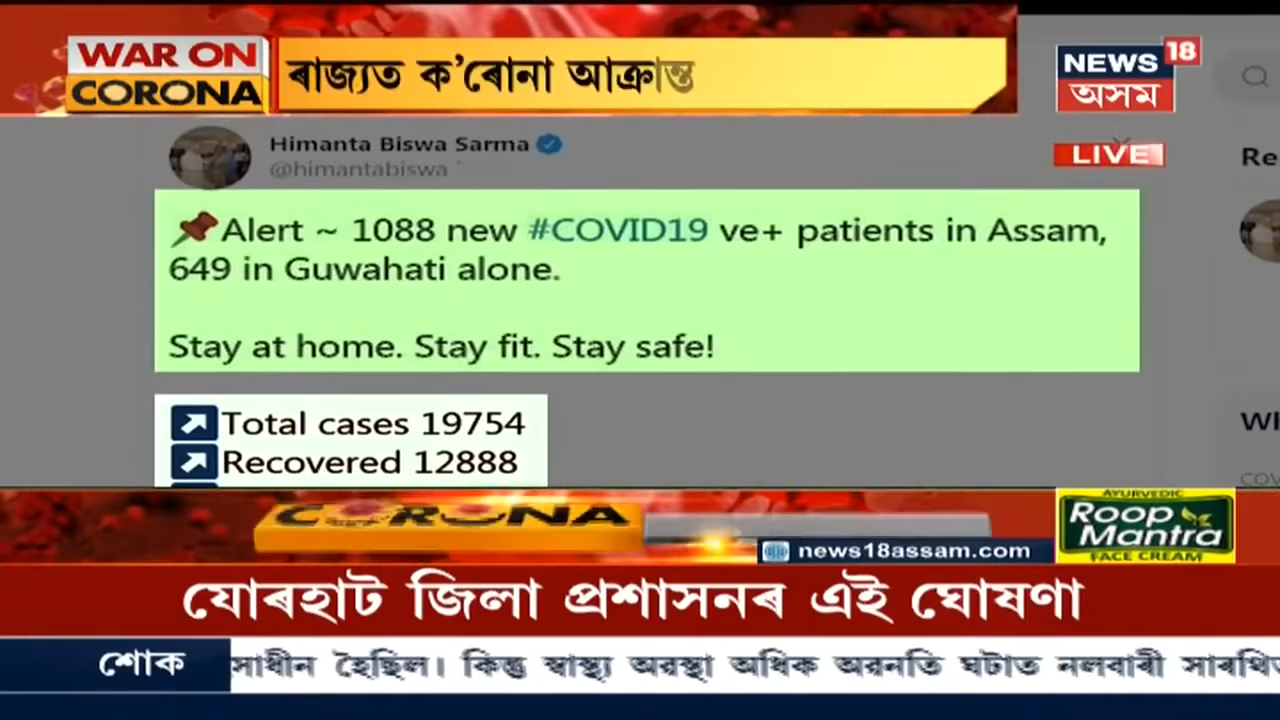 WAR ON
CORONA
ৰাজ্যত ক'ৰোনা আক্ৰান্ত
NEWS 18
অসম
LIVE
Himanta Biswa Sarma
@himantabiswa
Re
Alert ~ 1088 new #COVID19 ve+ patients in Assam,
649 in Guwahati alone.
Stay at home. Stay fit. Stay safe!
Total cases 19754
Recovered 12888
CORONA
news18assam.com
AYURVEDIC
Roop
Mantra
FACE CREAM
যোৰহাট জিলা প্ৰশাসনৰ এই ঘোষণা
শোক
সাধীন হৈছিল। কিন্তু স্বাস্থ্য অৱস্থা অধিক অৱনতি ঘটাত নলবাৰী সাৰথি